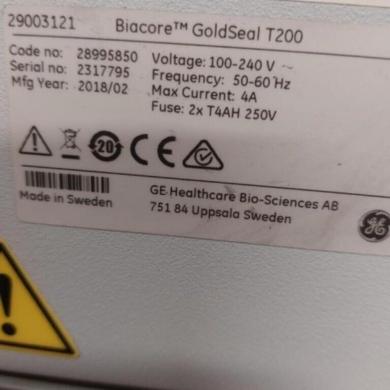 29003121 Biacore™ GoldSeal T200
Code no: 28995850 Voltage: 100-240 V ~
Serial no: 2317795 Frequency: 50-60 Hz
Mfg Year: 2018/02 Max Current: 4A
Fuse: 2x T4AH 250V
20 CE
Made in Sweden GE Healthcare Bio-Sciences AB
751 84 Uppsala Sweden
GE